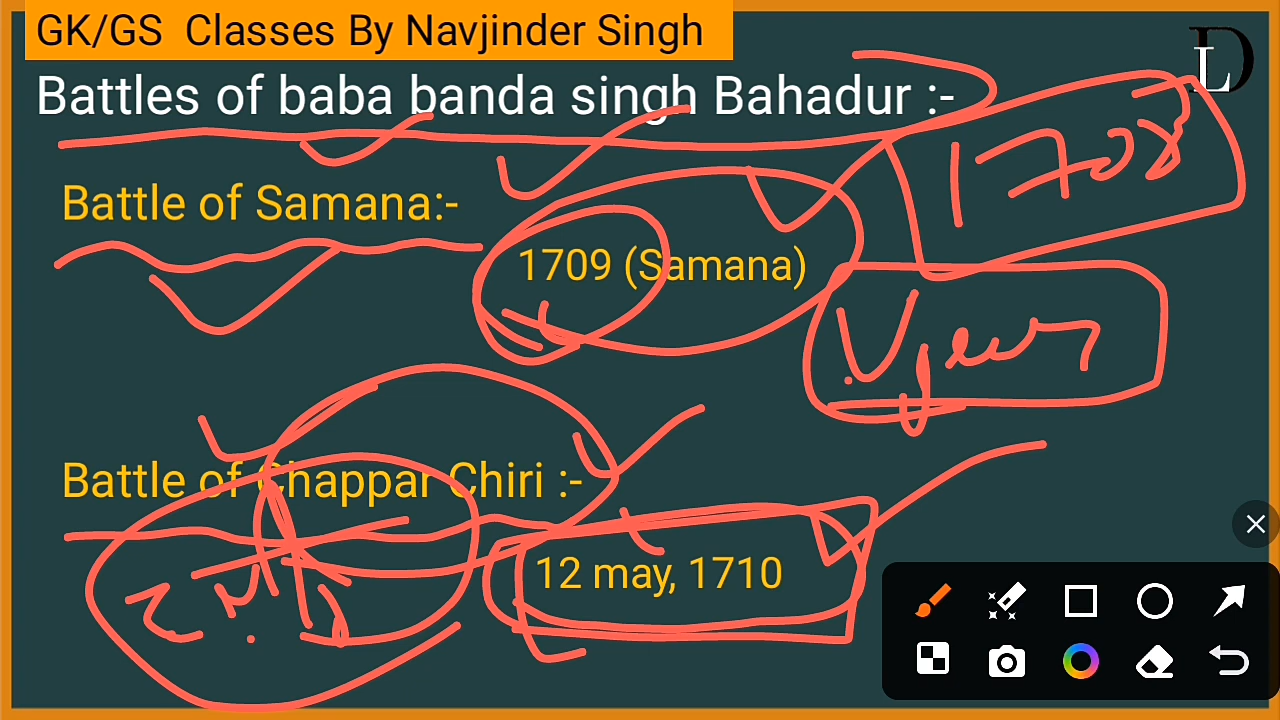 GK/GS Classes By Navjinder Singh
DL
Battles of baba banda singh Bahadur :-
1708
Battle of Samana:-
1709 (Samana)
Battle of Chappar Chiri :-
12 may, 1710